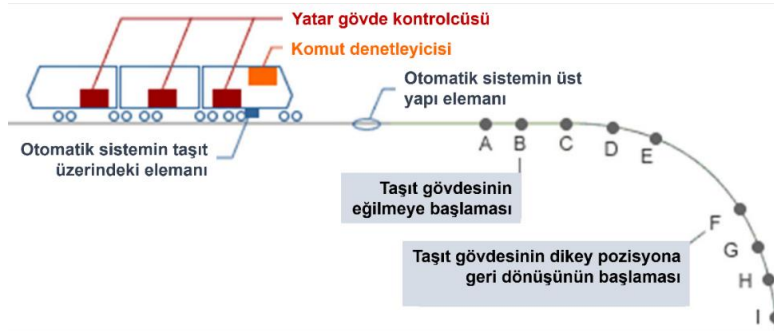 Yatar gövde kontrolcüsü
Komut denetleyicisi
Otomatik sistemin üst
yapı elemanı
Otomatik sistemin taşıt
üzerindeki elemanı
A
B
C
D
E
Taşıt gövdesinin
eğilmeye başlaması
F
Taşıt gövdesinin dikey pozisyona
geri dönüşünün başlaması
G
H
I